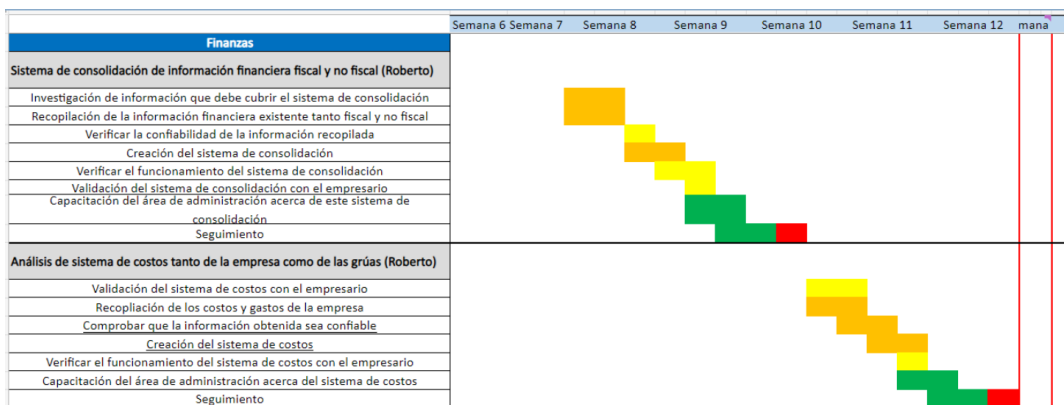 Semana 6 Semana 7 Semana 8 Semana 9 Semana 10 Semana 11 Semana 12 mana
Finanzas
Sistema de consolidación de información financiera fiscal y no fiscal (Roberto)
Investigación de información que debe cubrir el sistema de consolidación
Recopilación de la información financiera existente tanto fiscal y no fiscal
Verificar la confiabilidad de la información recopilada
Creación del sistema de consolidación
Verificar el funcionamiento del sistema de consolidación
Validación del sistema de consolidación con el empresario
Capacitación del área de administración acerca de este sistema de
consolidación
Seguimiento
Análisis de sistema de costos tanto de la empresa como de las grúas (Roberto)
Validación del sistema de costos con el empresario
Recopliación de los costos y gastos de la empresa
Comprobar que la información obtenida sea confiable
Creación del sistema de costos
Verificar el funcionamiento del sistema de costos con el empresario
Capacitación del área de administración acerca del sistema de costos
Seguimiento